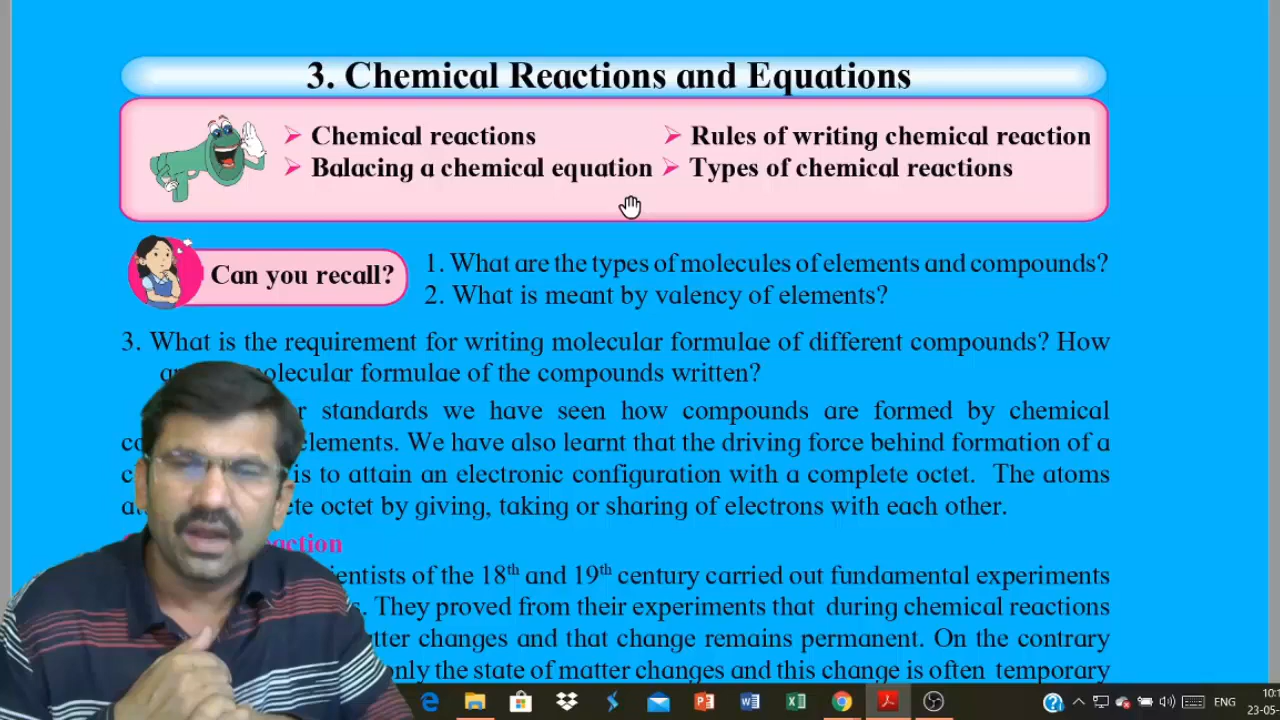 3. Chemical Reactions and Equations
Chemical reactions
Rules of writing chemical reaction
Balacing a chemical equation
Types of chemical reactions
Can you recall?
1. What are the types of molecules of elements and compounds?
2. What is meant by valency of elements?
3. What is the requirement for writing molecular formulae of different compounds? How
molecular formulae of the compounds written?
standards we have seen how compounds are formed by chemical
elements. We have also learnt that the driving force behind formation of a
is to attain an electronic configuration with a complete octet. The atoms
octet by giving, taking or sharing of electrons with each other.
of the 18th and 19th century carried out fundamental experiments
They proved from their experiments that during chemical reactions
changes and that change remains permanent. On the contrary
only the state of matter changes and this change is often temporary
ENG
10:1
23-05-